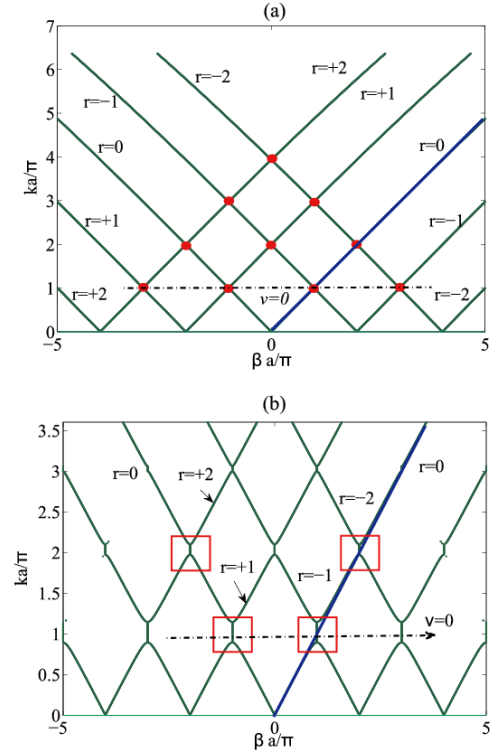 (a)
7
6
5
4
3
2
1
0
ka/π
r=−2
r=+2
r=−1
r=+1
r=0
r=0
r=+1
r=−1
r=+2
v=0
r=−2
−5
0
5
β a/π
(b)
3.5
3
2.5
2
1.5
1
0.5
0
ka/π
r=0
r=+2
r=0
r=−2
r=+1
r=−1
v=0
−5
0
5
β a/π